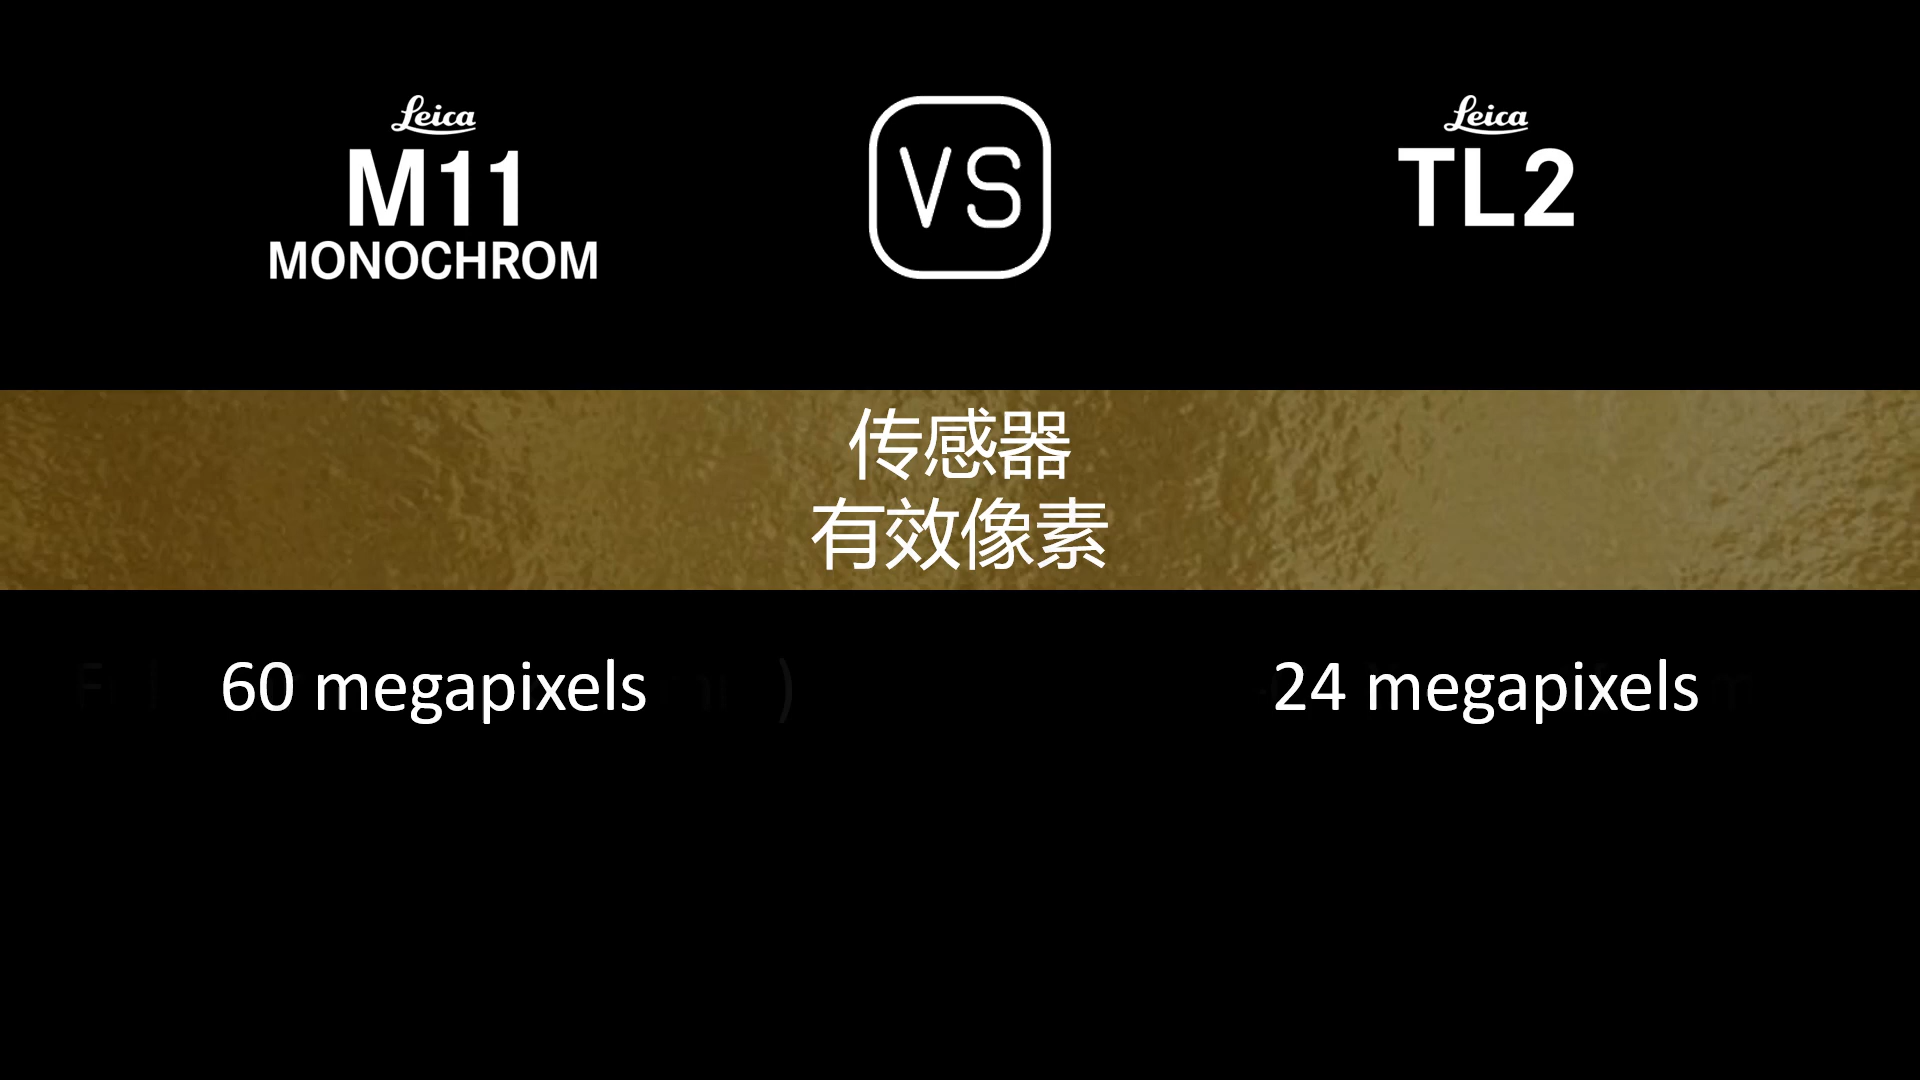 Leica
M11
MONOCHROM
VS
Leica
TL2
传感器
有效像素
60 megapixels
)
24 megapixels